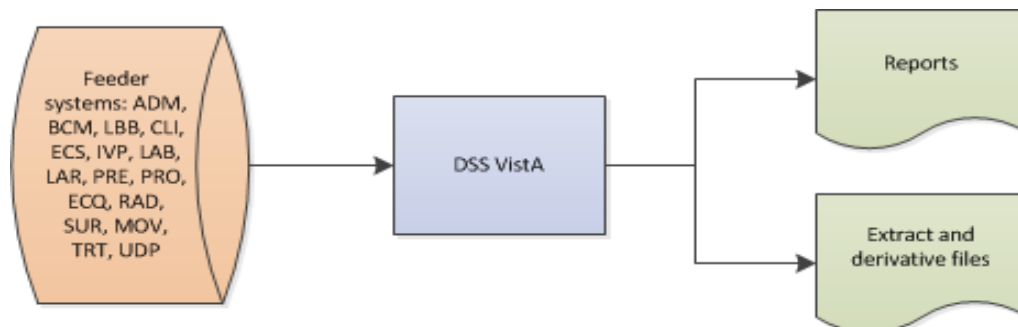 Feeder
systems: ADM,
BCM, LBB, CLI,
ECS, IVP, LAB,
LAR, PRE, PRO,
ECQ, RAD,
SUR, MOV,
TRT, UDP
DSS VistA
Reports
Extract and
derivative files